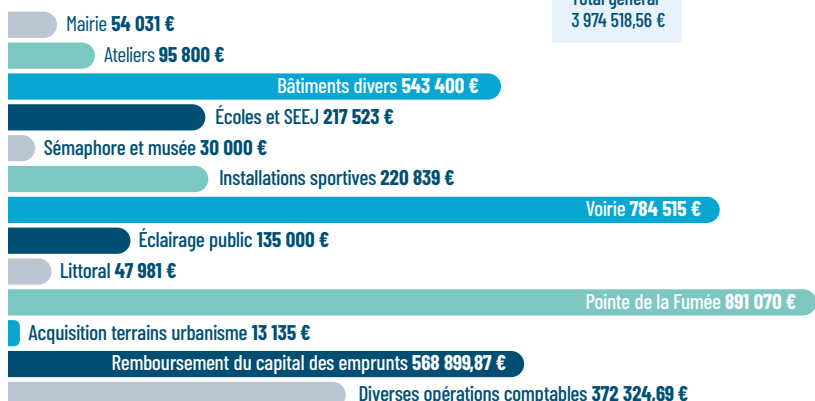 Total général
3 974 518,56 €
Mairie 54 031 €
Ateliers 95 800 €
Bâtiments divers 543 400 €
Écoles et SEEJ 217 523 €
Sémaphore et musée 30 000 €
Installations sportives 220 839 €
Voirie 784 515 €
Éclairage public 135 000 €
Littoral 47 981 €
Pointe de la Fumée 891 070 €
Acquisition terrains urbanisme 13 135 €
Remboursement du capital des emprunts 568 899,87 €
Diverses opérations comptables 372 324,69 €